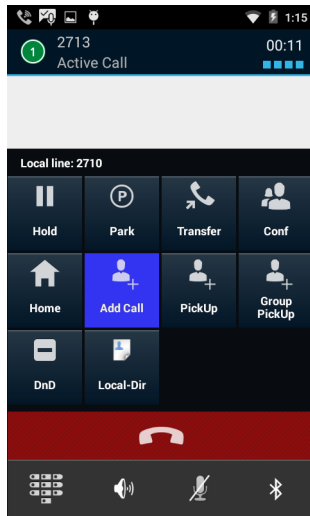 1:15
1 2713 00:11
Active Call
Local line: 2710
P
Hold Park Transfer Conf
Home Add Call PickUp Group
PickUp
DnD Local-Dir